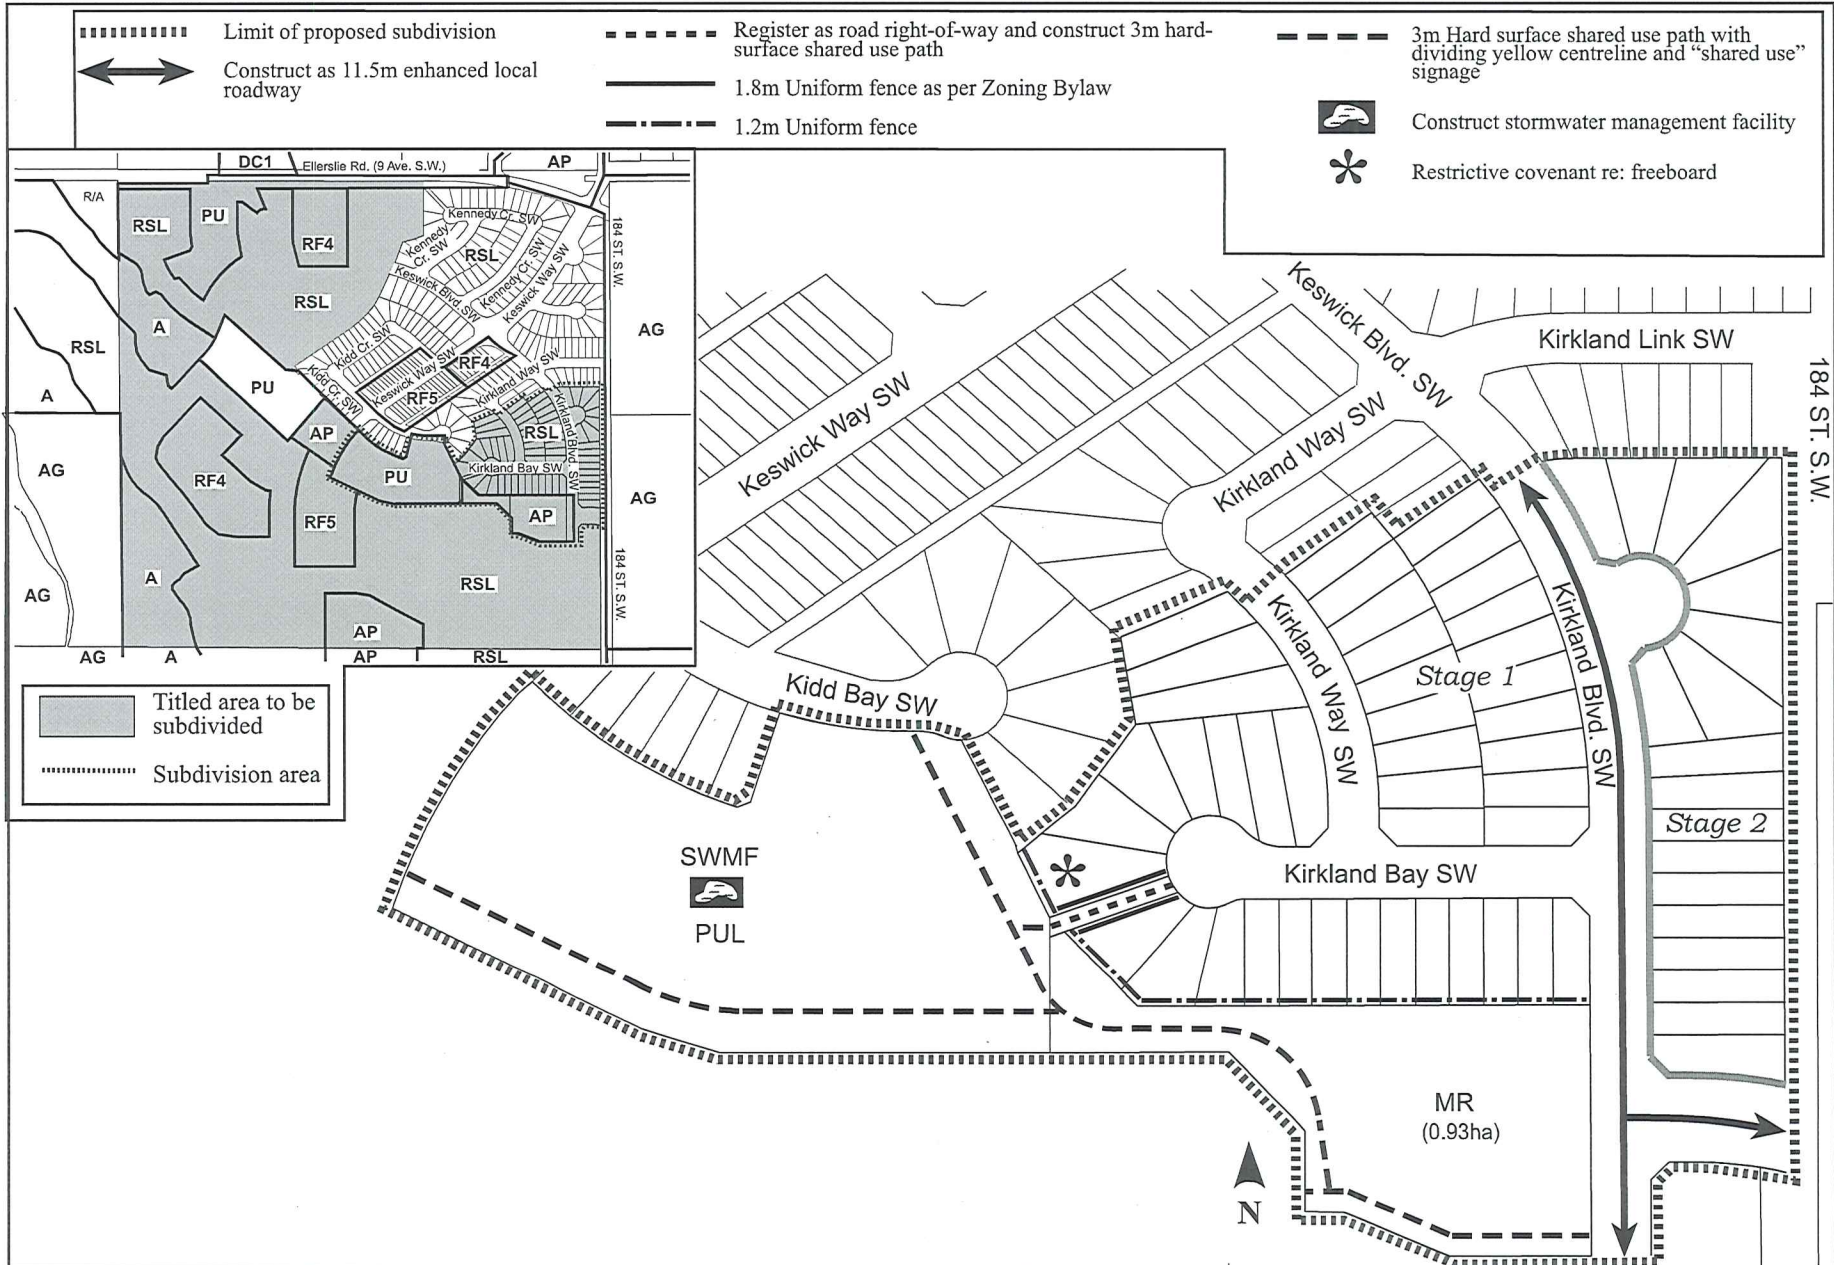 Limit of proposed subdivision
Construct as 11.5m enhanced local
roadway
Register as road right-of-way and construct 3m hard-
surface shared use path
1.8m Uniform fence as per Zoning Bylaw
1.2m Uniform fence
3m Hard surface shared use path with
dividing yellow centreline and “shared use”
signage
Construct stormwater management facility
Restrictive covenant re: freeboard
DC1
Ellerslie Rd. (9 Ave. S.W.)
AP
R/A
RSL
PU
RF4
Kennedy Cr. SW
Kennedy
Cr. SW
RSL
Kennedy Cr. SW
Keswick Way SW
Keswick Blvd. SW
184 ST. S.W.
RSL
A
RSL
AG
Kidd Cr. SW
Keswick Way SW
RF4
Kirkland Way SW
PU
Kidd Cr. SW
RF5
A
AP
RSL
Kirkland Blvd. SW
AG
RF4
PU
Kirkland Bay SW
AG
RF5
AP
A
RSL
184 ST. S.W.
AG
AP
AG
A
AP
RSL
Titled area to be
subdivided
Subdivision area
Keswick Blvd. SW
Kirkland Link SW
184 ST. S.W.
Keswick Way SW
Kirkland Way SW
Kirkland Way SW
Kirkland Blvd. SW
Stage 1
Kidd Bay SW
Stage 2
SWMF
PUL
Kirkland Bay SW
MR
(0.93ha)
N